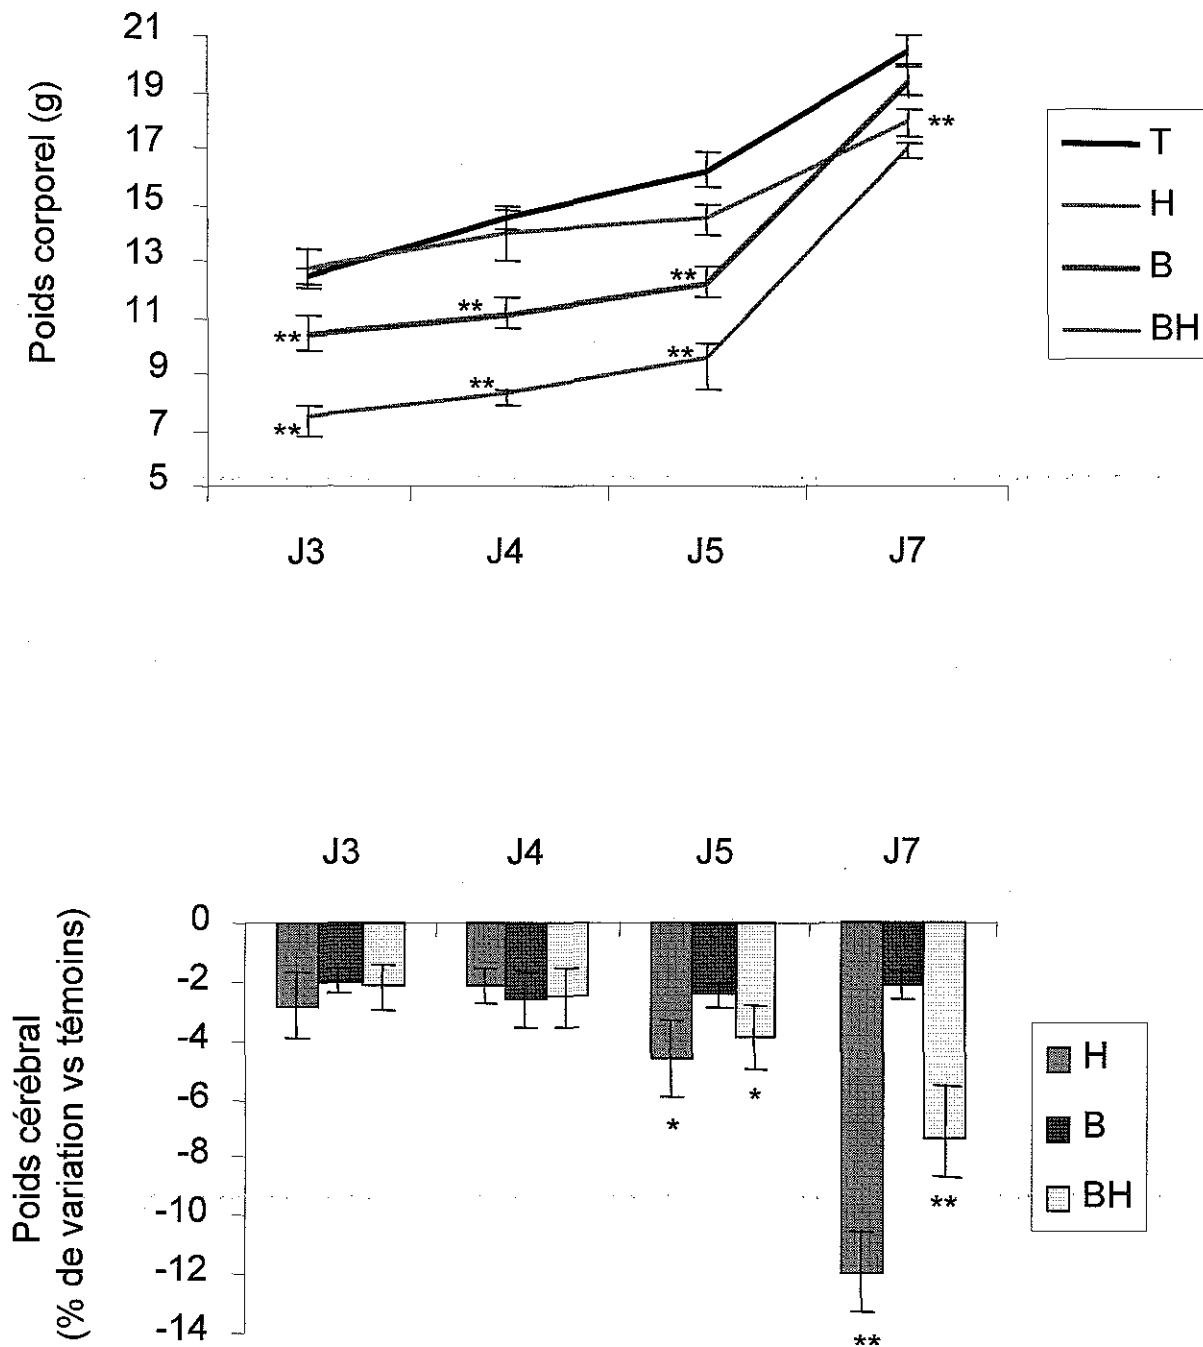 Poids corporel (g)
21
19
17
15
13
11
9
7
5
**
**
**
**
**
**
**
J3 J4 J5 J7
T
H
B
BH
Poids cérébral
(% de variation vs témoins)
J3 J4 J5 J7
0
-2
-4
-6
-8
-10
-12
-14
*
*
**
**
H
B
BH